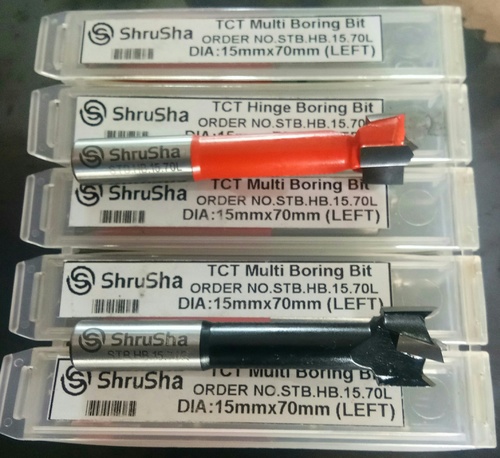 ShruSha
TCT Multi Boring Bit
ORDER NO.STB.HB.15.70L
DIA:15mmx70mm (LEFT)
ShruSha
TCT Hinge Boring Bit
ORDER NO.STB.HB.15.70L
ShruSha
ShruSha
TCT Multi Boring Bit
ORDER NO.STB.HB.15.70L
DIA:15mmx70mm (LEFT)
ShruSha
TCT Multi Boring Bit
ORDER NO.STB.HB.15.70L
DIA:15mmx70mm (LEFT)
ShruSha
ShruSha
TCT Multi Boring Bit
ORDER NO.STB.HB.15.70L
DIA:15mmx70mm (LEFT)